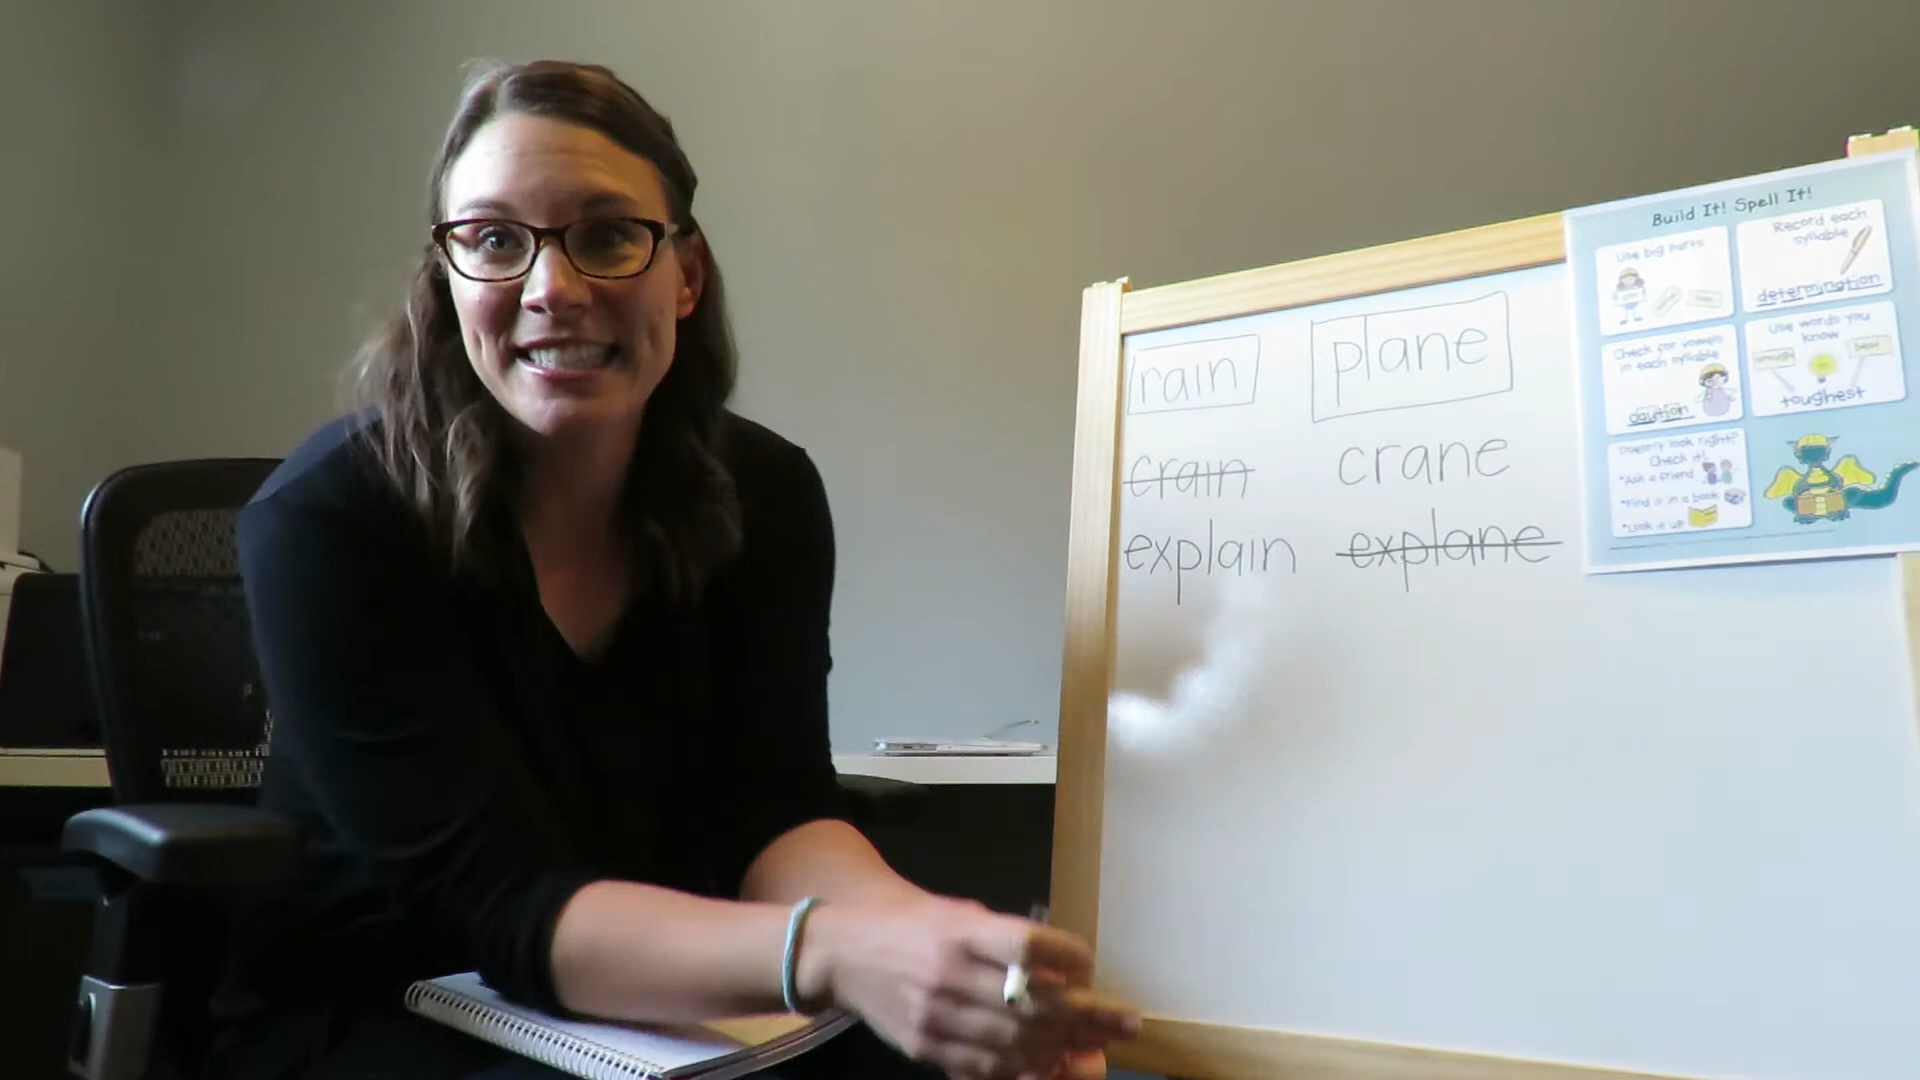 rain plane
crain crane
explain explane
Build It! Spell It!
Use big parts
Record each
syllable
determination
Check for vowels
in each syllable
caution
Use words you
know
toughest
Doesn't look right?
Check it!
*Ask a friend
*Find it in a book
*Look it up